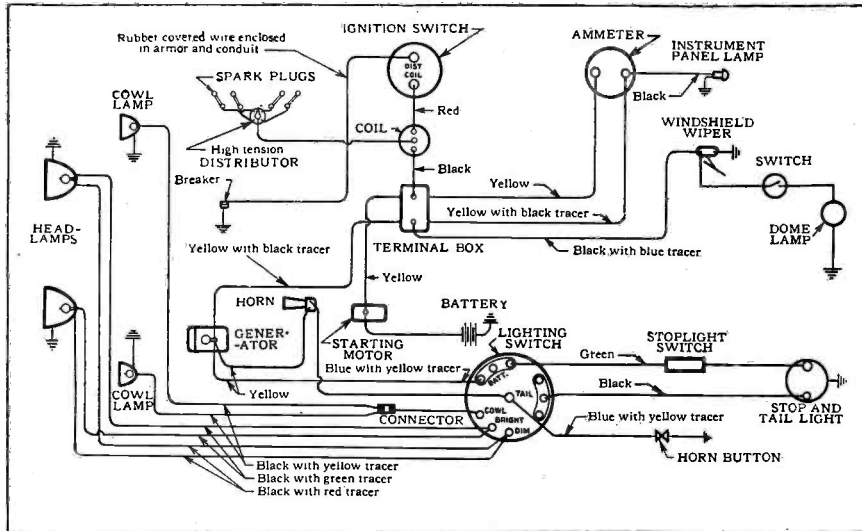 Rubber covered wire enclosed
in armor and conduit
IGNITION SWITCH
DIST
COIL
AMMETER
INSTRUMENT
PANEL LAMP
SPARK PLUGS
COWL
LAMP
Red
Black
COIL
High tension
DISTRIBUTOR
WINDSHIELD
WIPER
SWITCH
Breaker
Black
Yellow
HEAD-
LAMPS
Yellow with black tracer
DOME
LAMP
TERMINAL BOX
Yellow with black tracer
Black with blue tracer
Yellow
HORN
BATTERY
GENER-
ATOR
STARTING
MOTOR
LIGHTING
SWITCH
STOPLIGHT
SWITCH
Green
Blue with yellow tracer
BATT.
COWL
LAMP
Yellow
TAIL
Black
STOP AND
TAIL LIGHT
CONNECTOR
COWL
BRIGHT
DIM
Blue with yellow tracer
HORN BUTTON
Black with yellow tracer
Black with green tracer
Black with red tracer